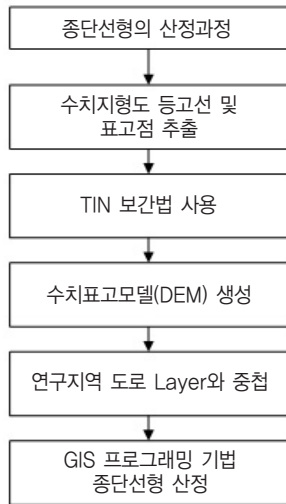 종단선형의 산정과정
수치지형도 등고선 및
표고점 추출
TIN 보간법 사용
수치표고모델(DEM) 생성
연구지역 도로 Layer와 중첩
GIS 프로그래밍 기법
종단선형 산정